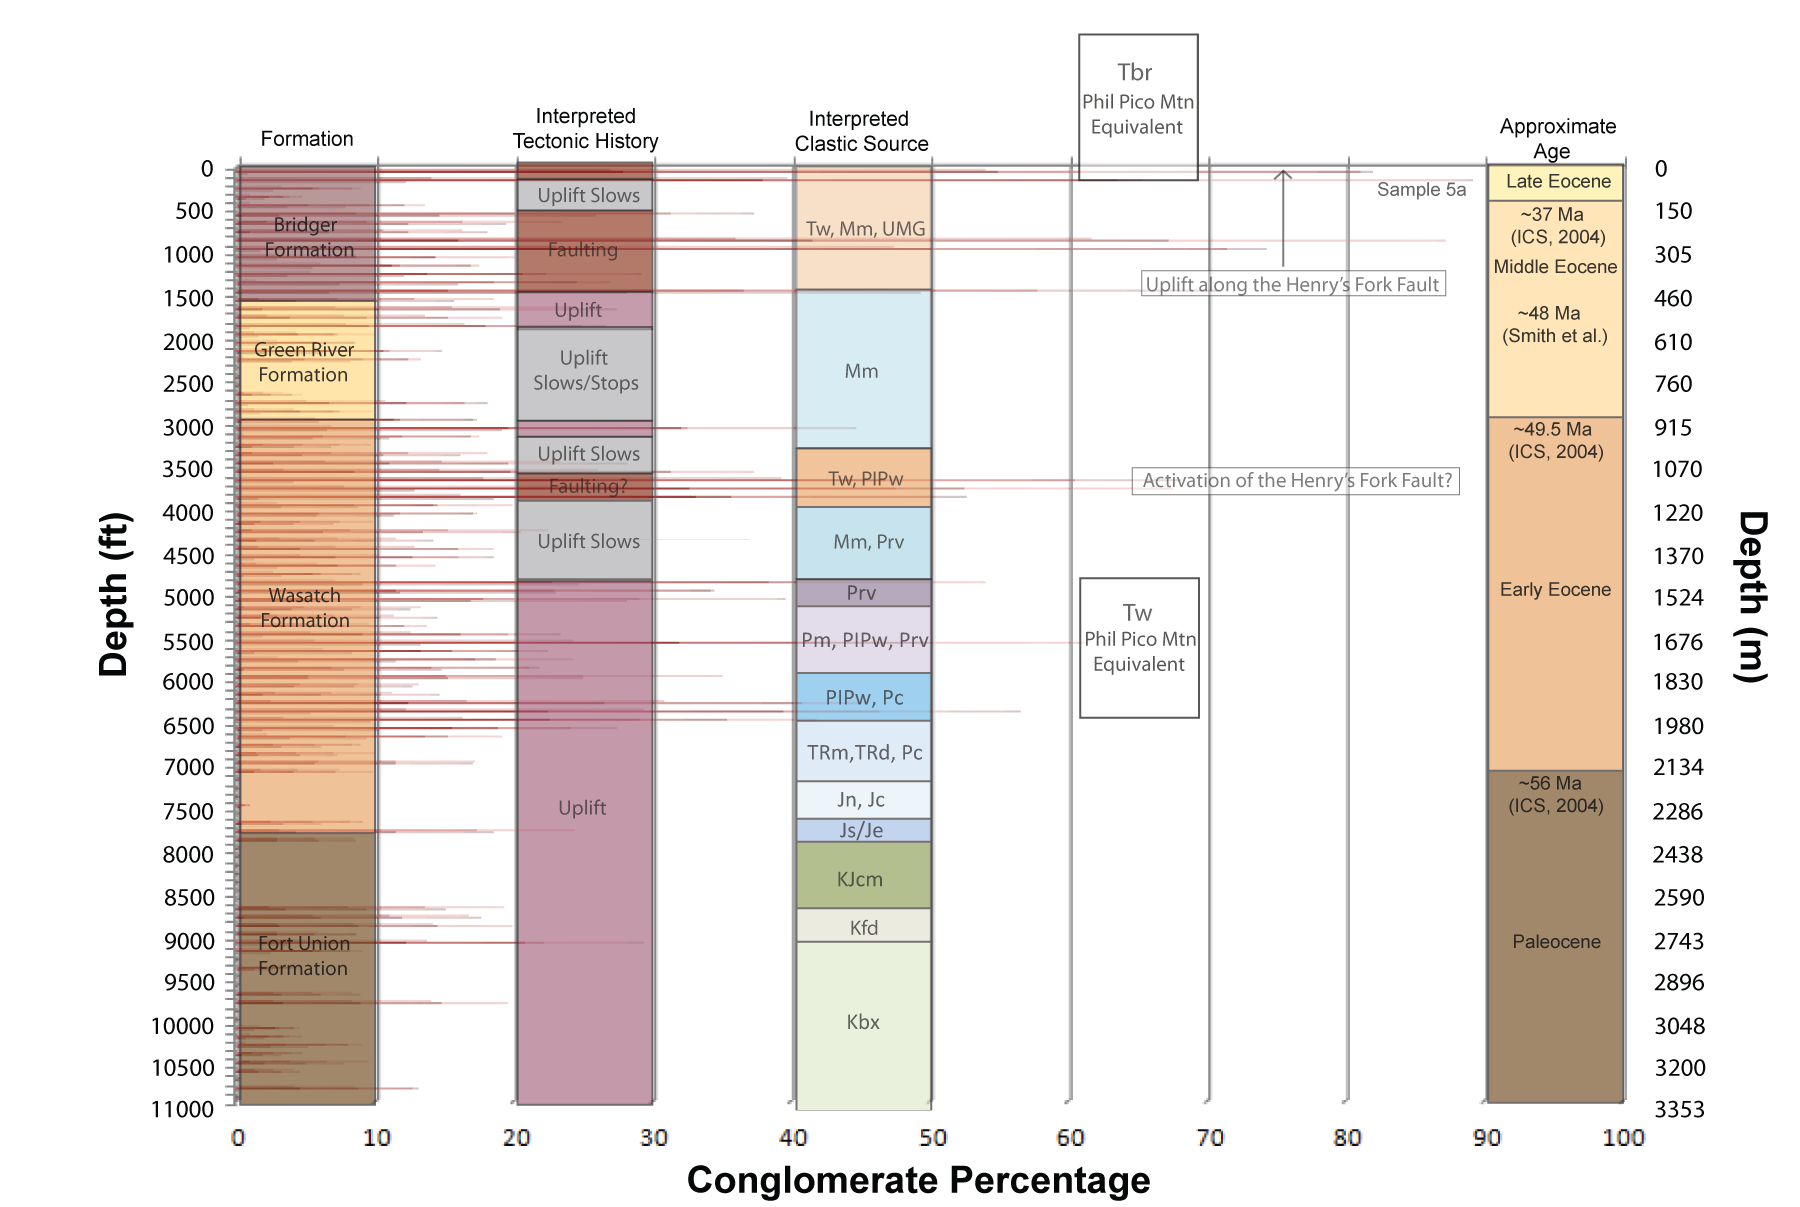 Tbr
Phil Pico Mtn
Equivalent
Formation
Interpreted
Tectonic History
Interpreted
Clastic Source
Approximate
Age
0
500
1000
1500
2000
2500
3000
3500
4000
4500
5000
5500
6000
6500
7000
7500
8000
8500
9000
9500
10000
10500
11000
Depth (ft)
Bridger
Formation
Green River
Formation
Wasatch
Formation
Fort Union
Formation
Uplift Slows
Faulting
Uplift
Uplift
Slows/Stops
Uplift Slows
Faulting?
Uplift Slows
Uplift
Tw, Mm, UMG
Mm
Tw, PIPw
Mm, Prv
Prv
Pm, PIPw, Prv
PIPw, Pc
TRm,TRd, Pc
Jn, Jc
Js/Je
KJcm
Kfd
Kbx
Sample 5a
Uplift along the Henry's Fork Fault
Activation of the Henry's Fork Fault?
Tw
Phil Pico Mtn
Equivalent
Late Eocene
~37 Ma
(ICS, 2004)
Middle Eocene
~48 Ma
(Smith et al.)
~49.5 Ma
(ICS, 2004)
Early Eocene
~56 Ma
(ICS, 2004)
Paleocene
0
150
305
460
610
760
915
1070
1220
1370
1524
1676
1830
1980
2134
2286
2438
2590
2743
2896
3048
3200
3353
Depth (m)
0 10 20 30 40 50 60 70 80 90 100
Conglomerate Percentage